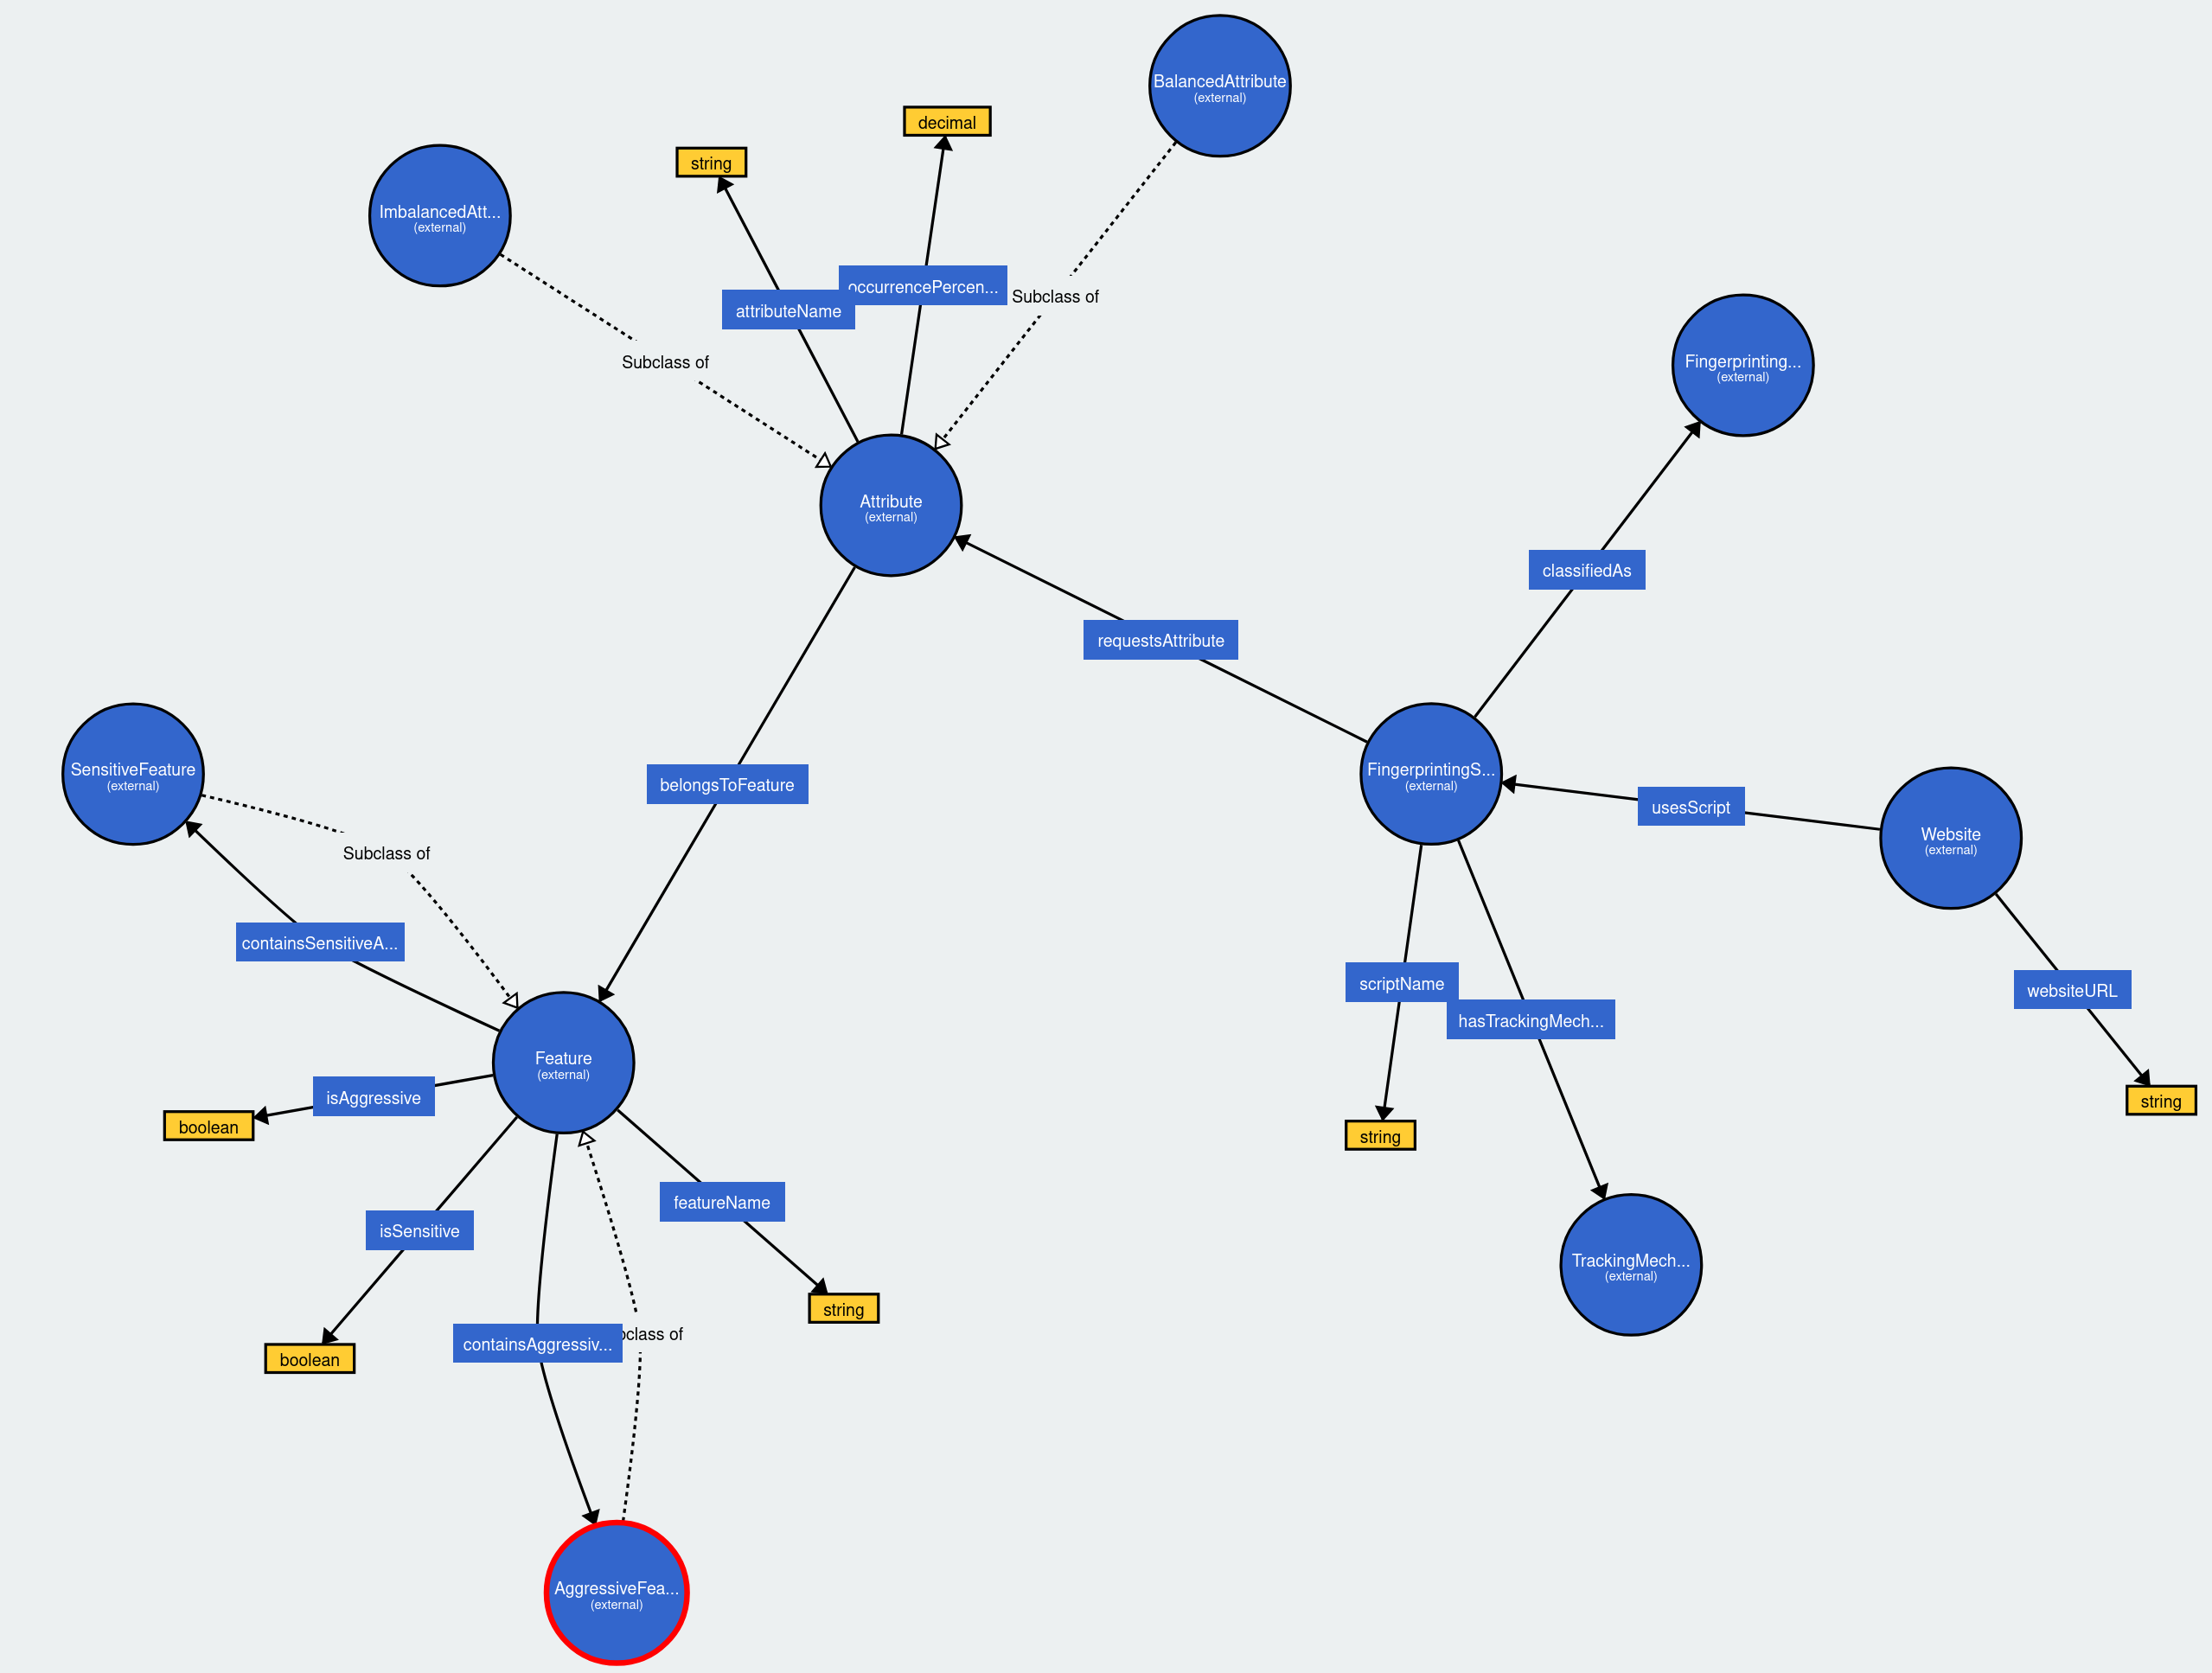 BalancedAttribute
(external)
decimal
string
ImbalancedAtt...
(external)
occurrencePercen...
Subclass of
attributeName
Subclass of
Fingerprinting...
(external)
Attribute
(external)
classifiedAs
requestsAttribute
SensitiveFeature
(external)
belongsToFeature
FingerprintingS...
(external)
usesScript
Website
(external)
Subclass of
containsSensitiveA...
scriptName
websiteURL
hasTrackingMech...
Feature
(external)
isAggressive
boolean
string
string
featureName
isSensitive
TrackingMech...
(external)
string
containsAggressiv...
class of
boolean
AggressiveFea...
(external)